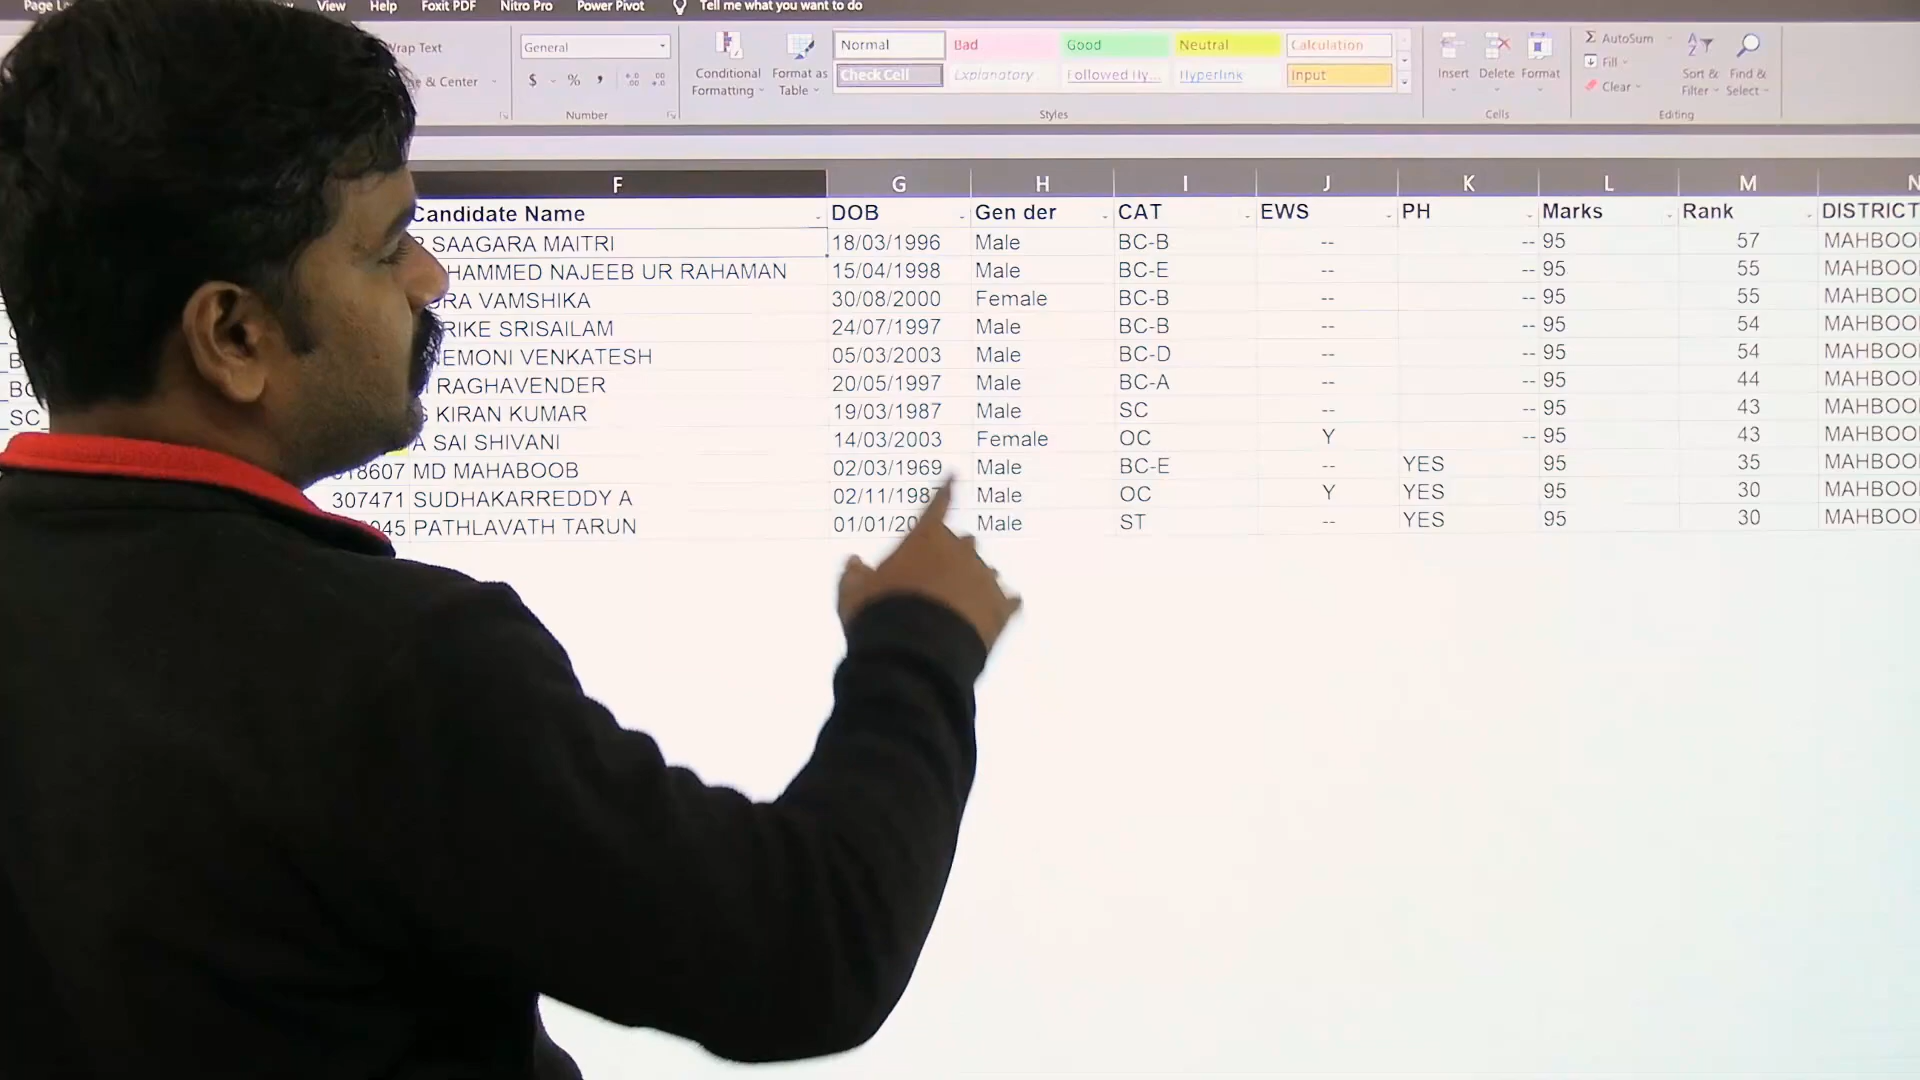 View Help Foxit PDF Nitro Pro Power Pivot Tell me what you want to do
Wrap Text General Conditional Formatting Format as Table Normal Bad Good Neutral Calculation Insert Delete Format AutoSum
& Center $ % , Check Cell Explanatory Followed Hy... Hyperlink Input Fill Sort & Filter Find & Select
Clear
Number Styles Cells Editing
F G H I J K L M N
Candidate Name DOB Gen der CAT EWS PH Marks Rank DISTRICT
SAAGARA MAITRI 18/03/1996 Male BC-B -- -- 95 57
NAJEEB UR RAHAMAN 15/04/1998 Male BC-E -- -- 95 55
VAMSHIKA 30/08/2000 Female BC-B -- -- 95 55
SRISAILAM 24/07/1997 Male BC-B -- -- 95 54
VENKATESH 05/03/2003 Male BC-D -- -- 95 54
RAGHAVENDER 20/05/1997 Male BC-A -- -- 95 44
KIRAN KUMAR 19/03/1987 Male SC -- -- 95 43
A SAI SHIVANI 14/03/2003 Female OC Y -- 95 43
MD MAHABOOB 02/03/1969 Male BC-E -- YES 95 35
307471 SUDHAKARREDDY A 02/11/1987 Male OC Y YES 95 30
PATHLAVATH TARUN Male ST -- YES 95 30